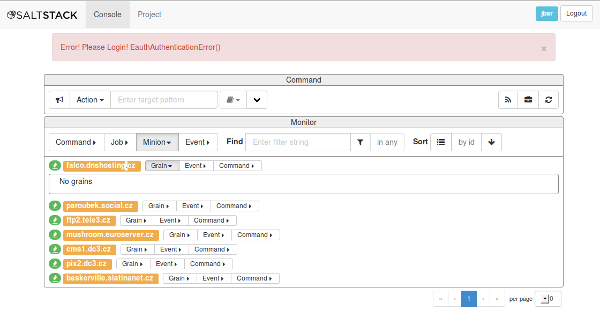 SALTSTACK Console Project jbar Logout
Error! Please Login! EauthAuthenticationError() ×
Command
Action Enter target pattern
Monitor
Command Job Minion Event Find Enter filter string in any Sort by id
falco.dnshosting.cz Grain Event Command
No grains
paroubek.social.cz Grain Event Command
ftp2.tele3.cz Grain Event Command
mushroom.euroserver.cz Grain Event Command
cms1.dc3.cz Grain Event Command
pix2.dc3.cz Grain Event Command
baskerville.slatinanet.cz Grain Event Command
« ‹ 1 › » per page 0